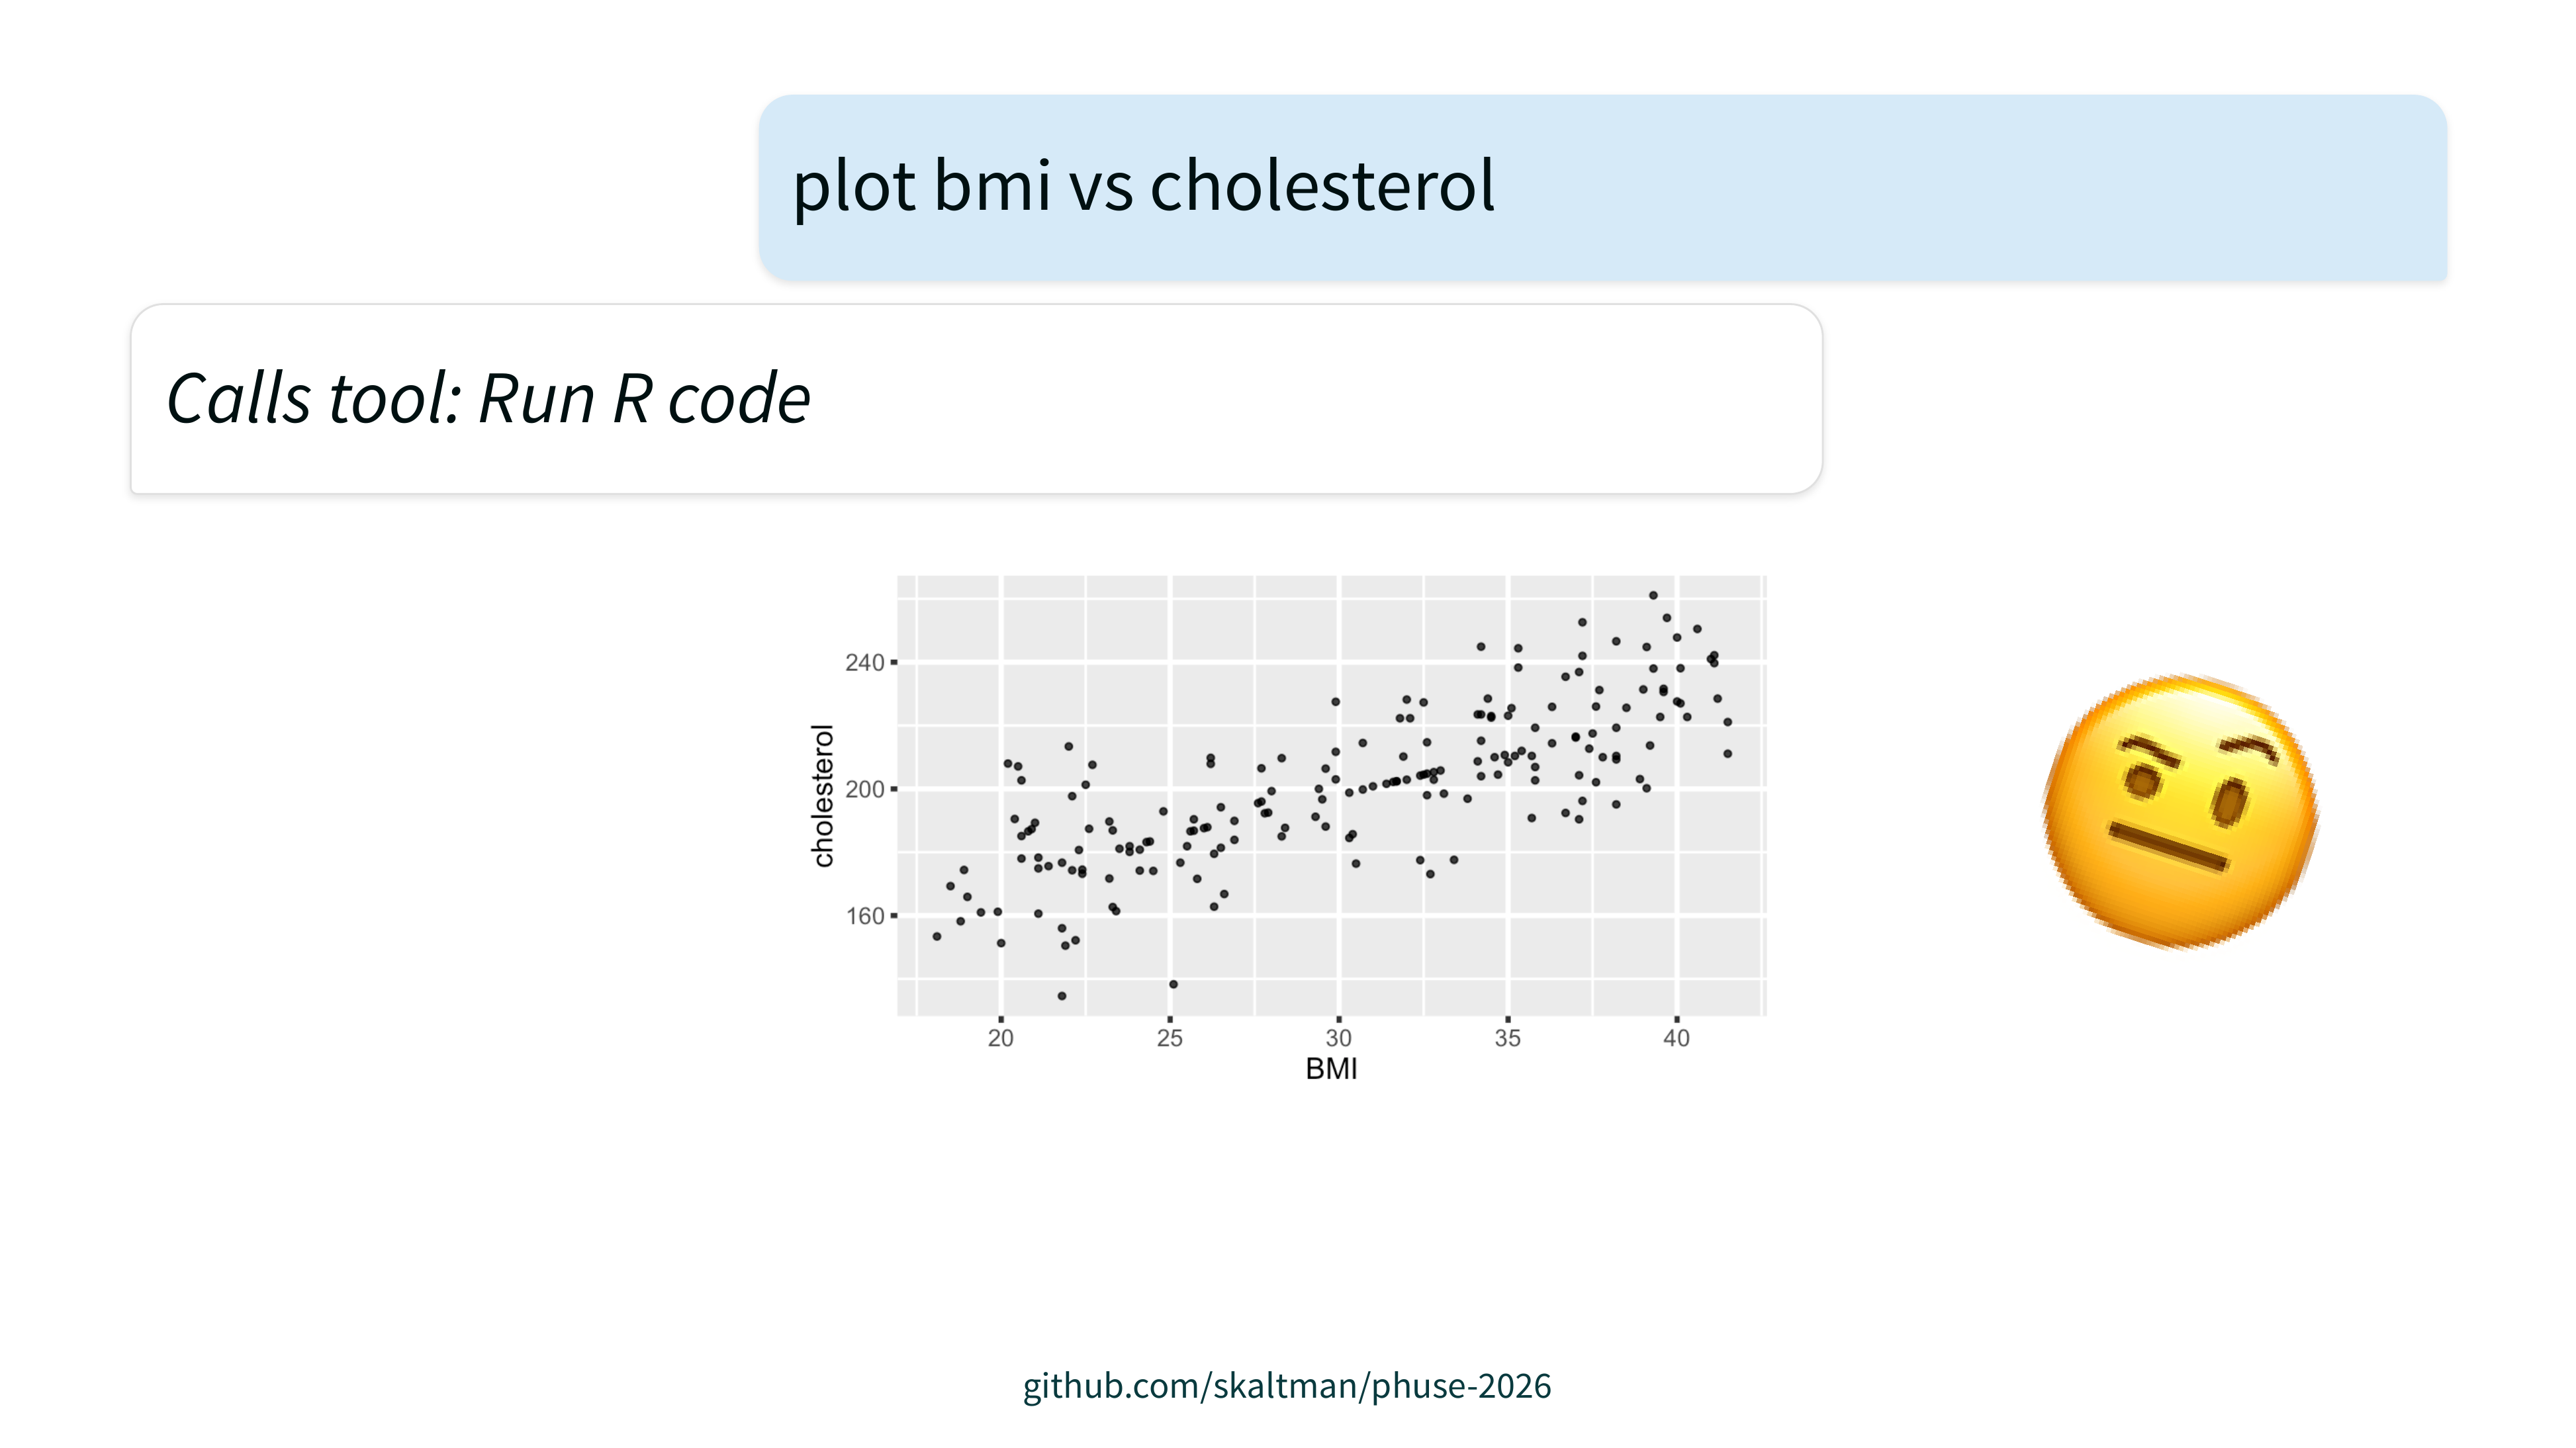 plot bmi vs cholesterol
Calls tool: Run R code
cholesterol
240
200
160
20 25 30 35 40
BMI
github.com/skaltman/phuse-2026